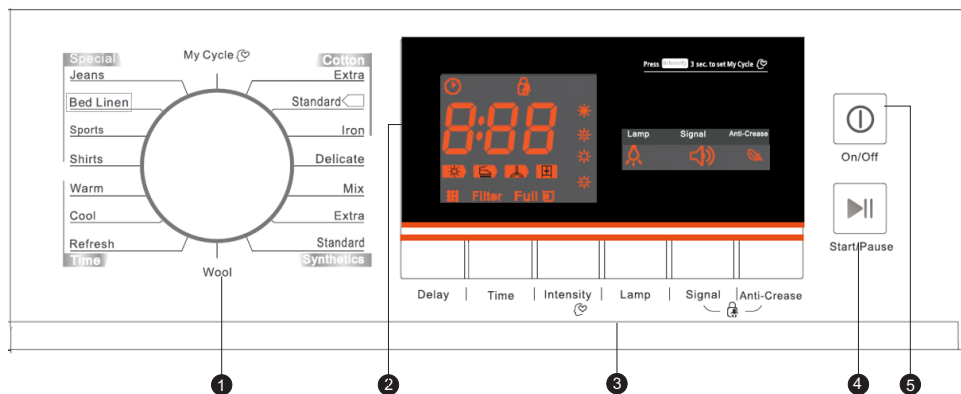 Special
My Cycle
Cotton
Jeans
Extra
Bed Linen
Standard
Sports
Iron
Shirts
Delicate
Warm
Mix
Cool
Extra
Refresh
Standard
Time
Wool
Synthetics
Press Intensity 3 sec. to set My Cycle
8:88
Filter Full
Lamp Signal Anti-Crease
On/Off
Start/Pause
Delay | Time | Intensity | Lamp | Signal | Anti-Crease
1 2 3 4 5